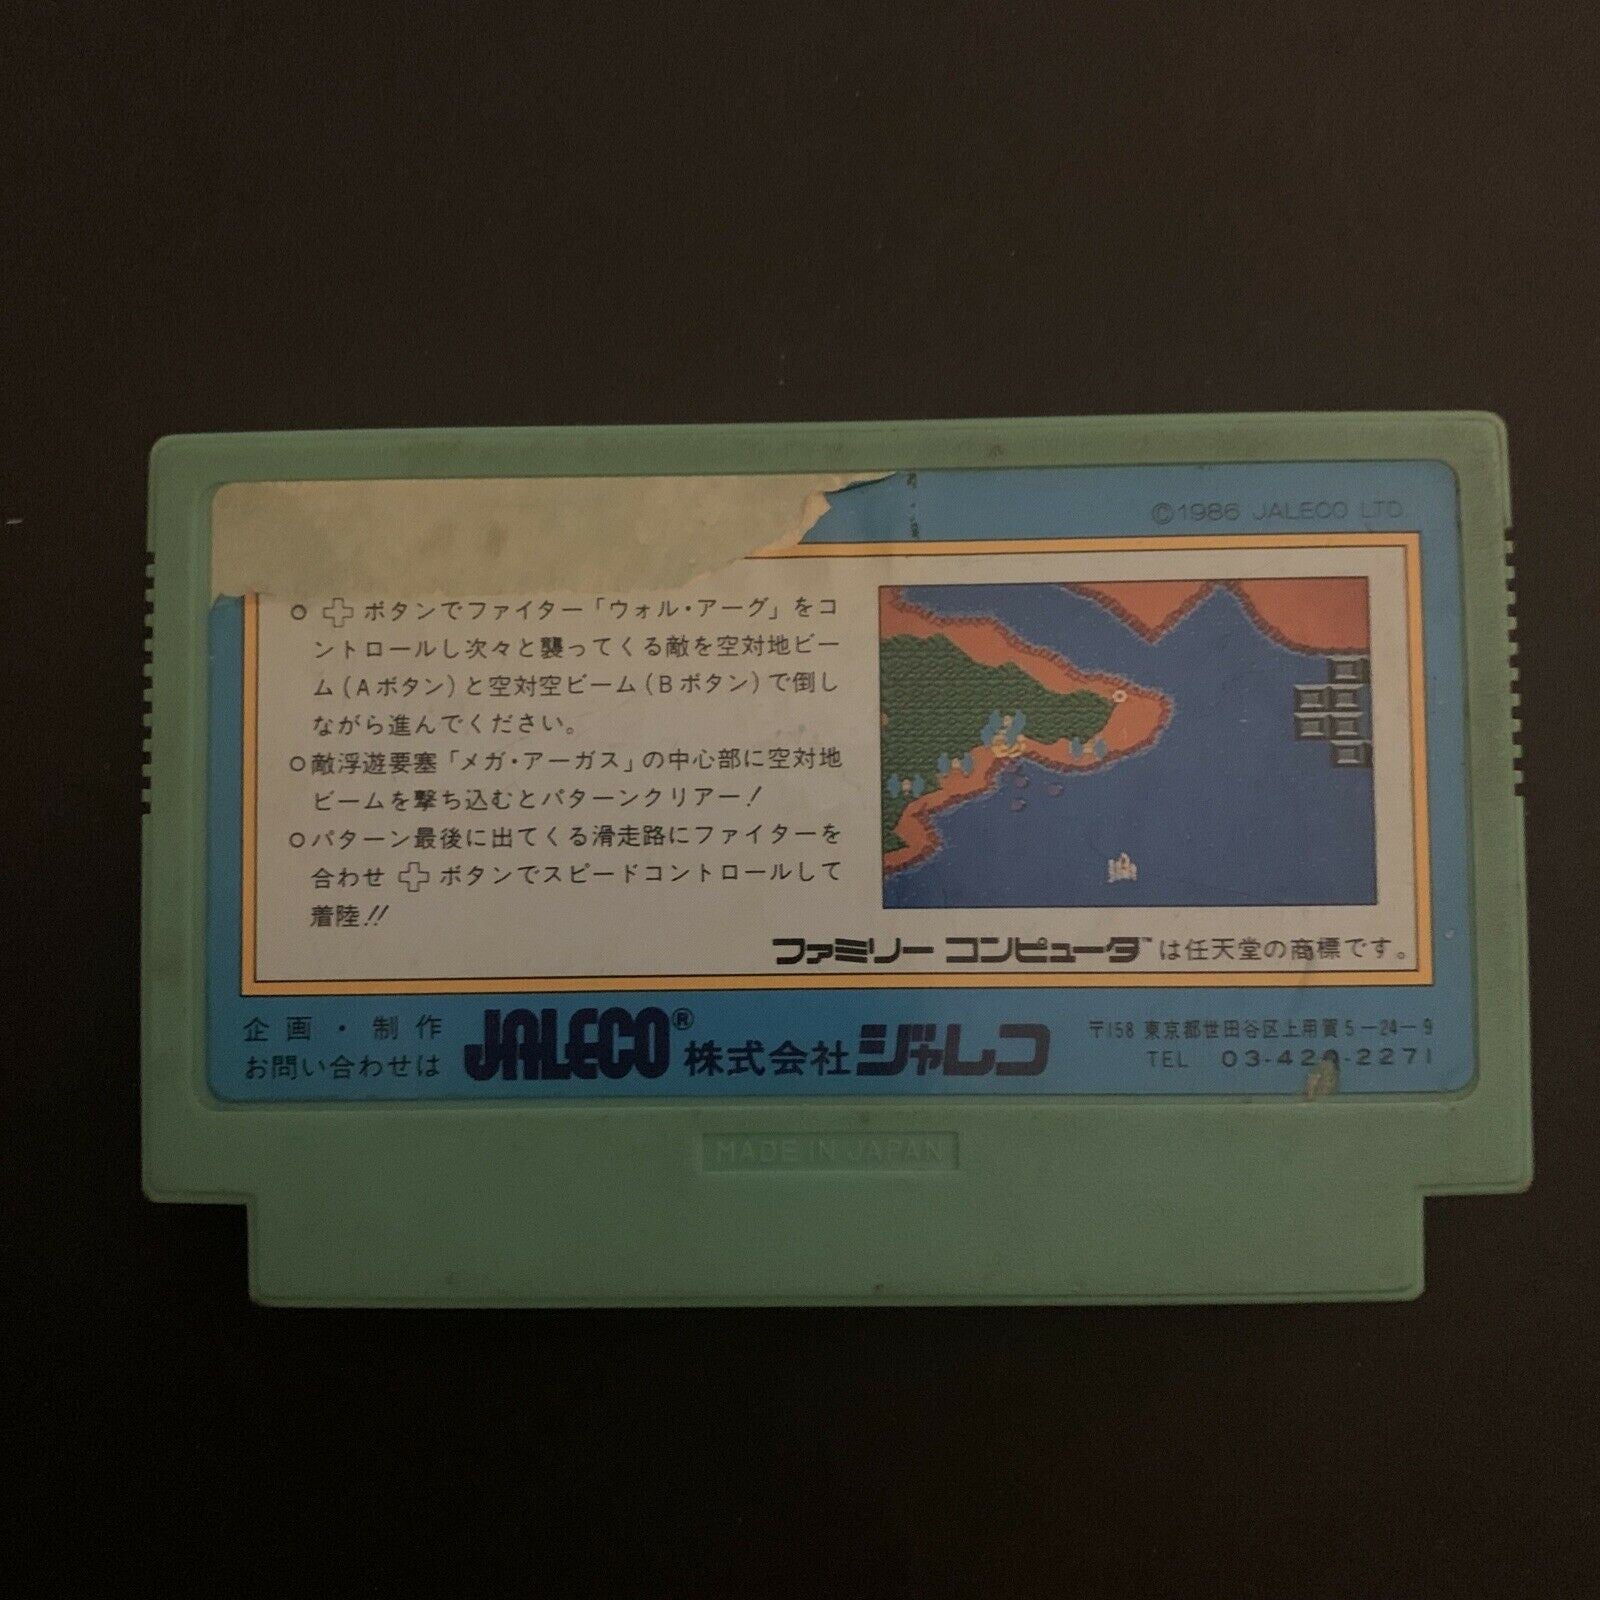 ©1986 JALECO LTD.
○ ボタンでファイター「ウォル・アーグ」をコ
ントロールし次々と襲ってくる敵を空対地ビー
ム(Aボタン)と空対空ビーム(Bボタン)で倒し
ながら進んでください。
○敵浮遊要塞「メガ・アーガス」の中心部に空対地
ビームを撃ち込むとパターンクリアー!
○パターン最後に出てくる滑走路にファイターを
合わせ ボタンでスピードコントロールして
着陸!!
ファミリー コンピュータ™は任天堂の商標です。
企画・制作
お問い合わせは
JALECO® 株式会社ジャレコ
〒158 東京都世田谷区上用賀5-24-9
TEL 03-420-2271
MADE IN JAPAN